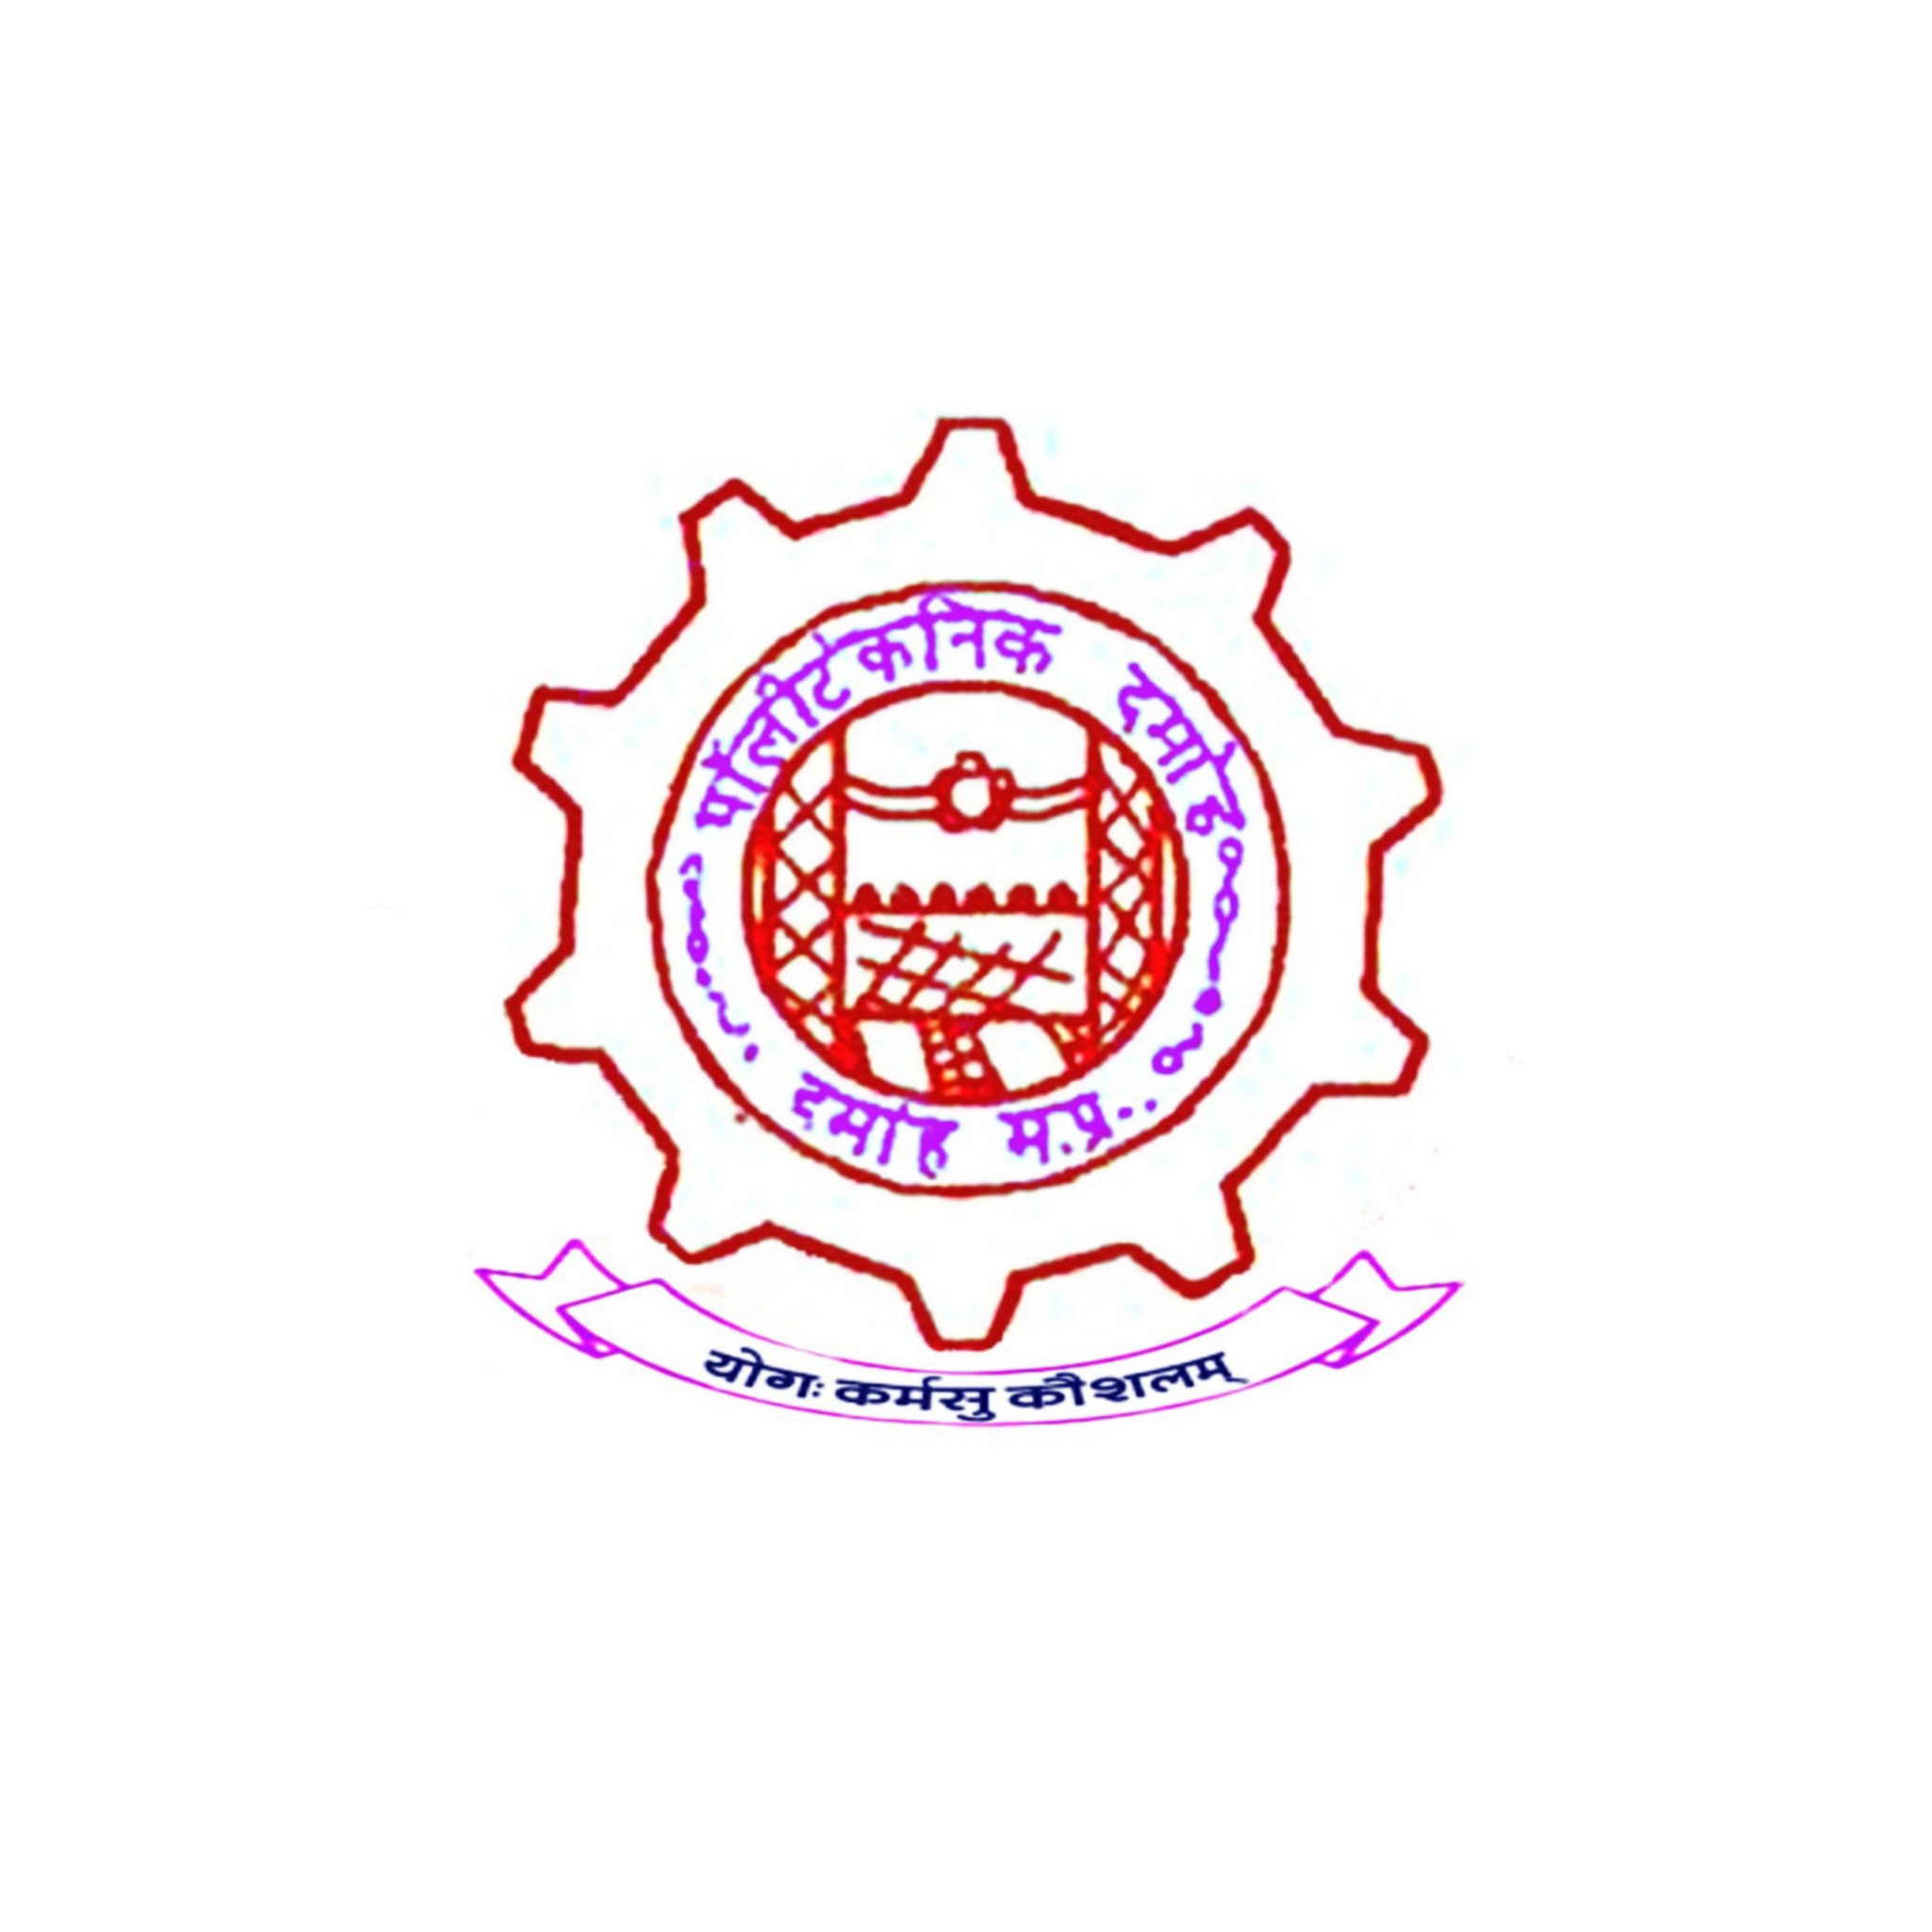 पॉलीटेकनिक दमोह
दमोह म.प्र.
योगः कर्मसु कौशलम्